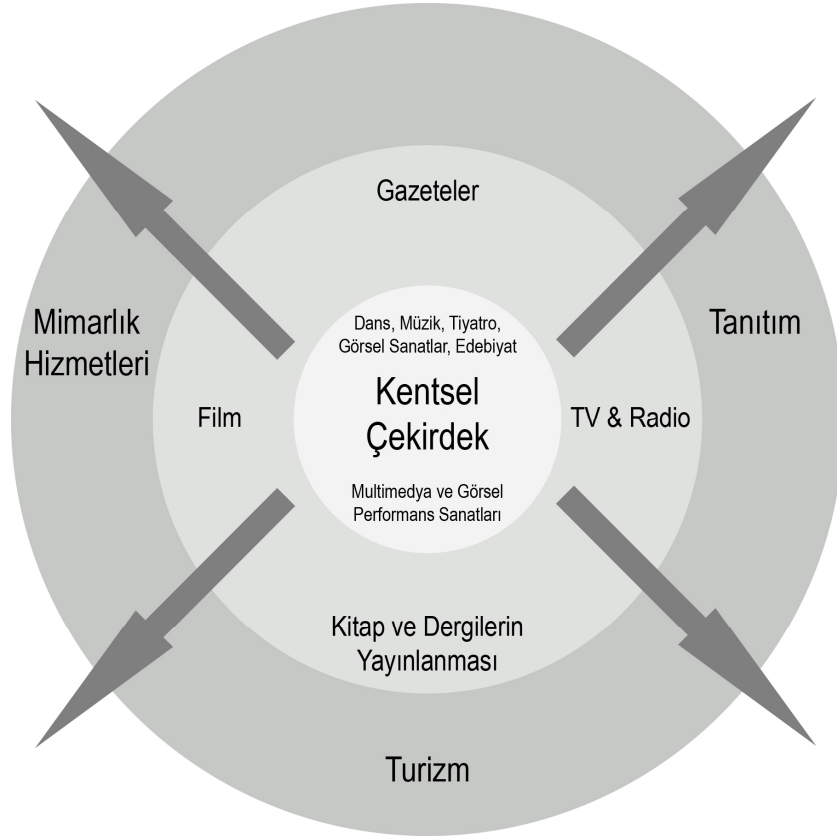 Gazeteler
Dans, Müzik, Tiyatro,
Görsel Sanatlar, Edebiyat
Mimarlık
Hizmetleri
Tanıtım
Kentsel
Çekirdek
Film
TV & Radio
Multimedya ve Görsel
Performans Sanatları
Kitap ve Dergilerin
Yayınlanması
Turizm